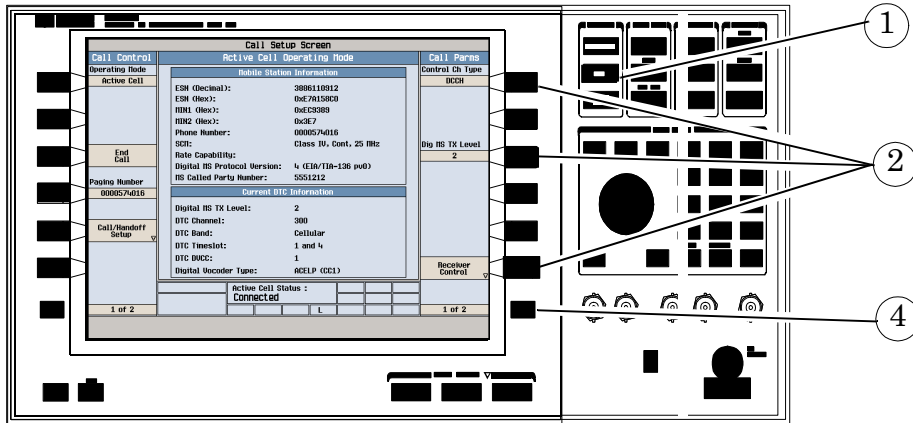 Call Setup Screen
Call Control
Active Cell Operating Mode
Call Parms
Operating Mode
Active Cell
End
Call
Paging Number
0000574016
Call/Handoff
Setup
1 of 2
Mobile Station Information
ESN (Decimal): 3886110912
ESN (Hex): 0xE7A158C0
MIN1 (Hex): 0xEC9389
MIN2 (Hex): 0x3E7
Phone Number: 0000574016
SCM: Class IV, Cont, 25 MHz
Rate Capability:
Digital MS Protocol Version: 4 (EIA/TIA-136 pv0)
MS Called Party Number: 5551212
Current DTC Information
Digital MS TX Level: 2
DTC Channel: 300
DTC Band: Cellular
DTC Timeslot: 1 and 4
DTC DVCC: 1
Digital Vocoder Type: ACELP (CC1)
Active Cell Status :
Connected
L
Control Ch Type
DCCH
Dig MS TX Level
2
Receiver
Control
1 of 2
1
2
4